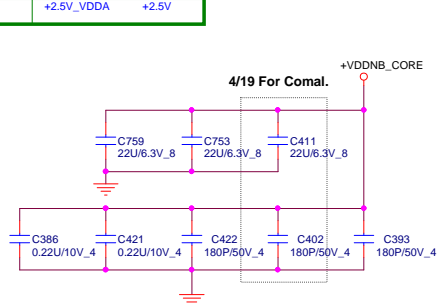 +2.5V_VDDA +2.5V
+VDDNB_CORE
4/19 For Comal.
C759 C753 C411
22U/6.3V_8 22U/6.3V_8 22U/6.3V_8
C386 C421 C422 C402 C393
0.22U/10V_4 0.22U/10V_4 180P/50V_4 180P/50V_4 180P/50V_4